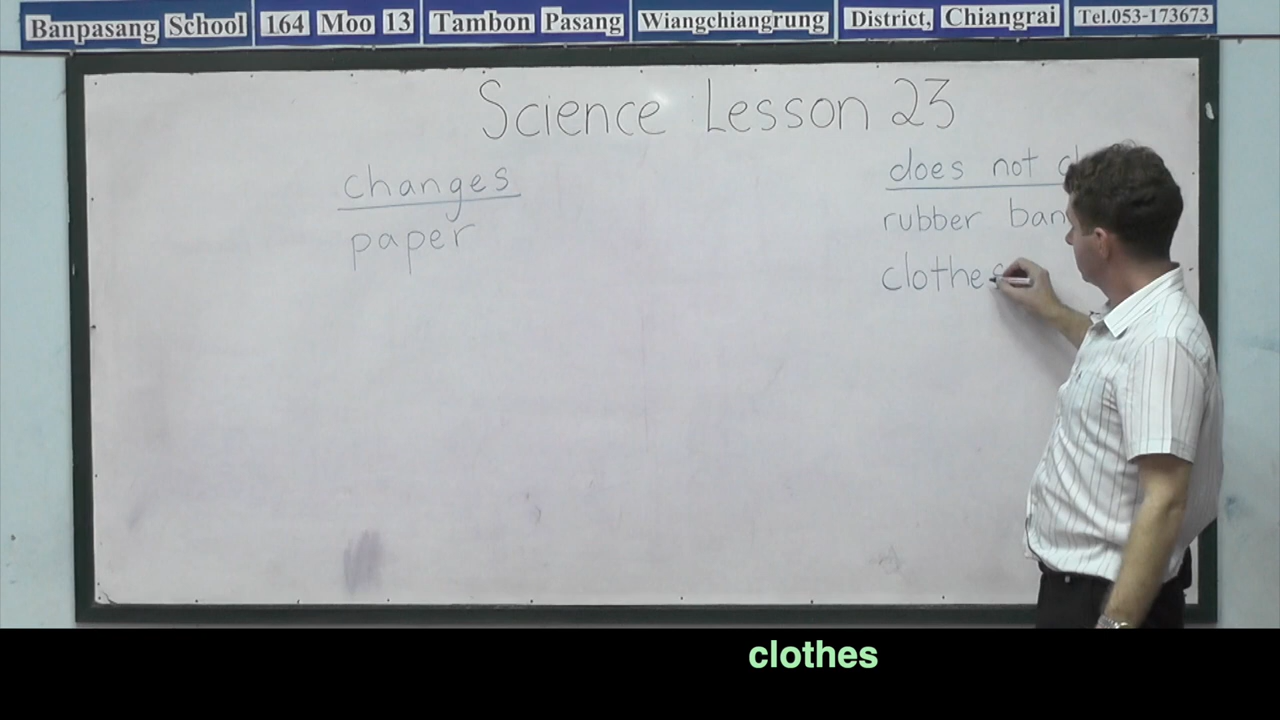 Banpasang School 164 Moo 13 Tambon Pasang Wiangchiangrung District, Chiangrai Tel.053-173673
Science Lesson 23
changes
paper
does not
rubber
clothes
clothes